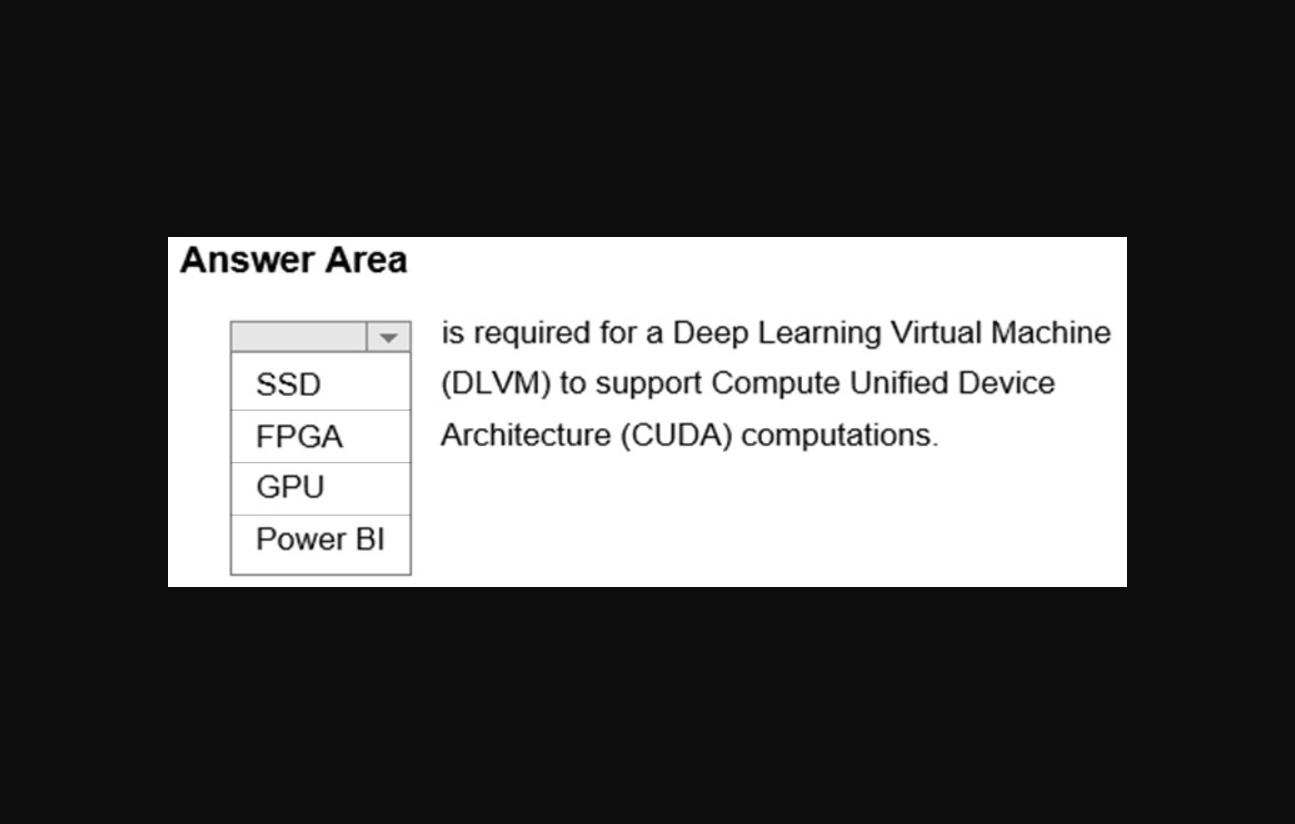 Answer Area
is required for a Deep Learning Virtual Machine
SSD
(DLVM) to support Compute Unified Device
FPGA
Architecture (CUDA) computations.
GPU
Power BI